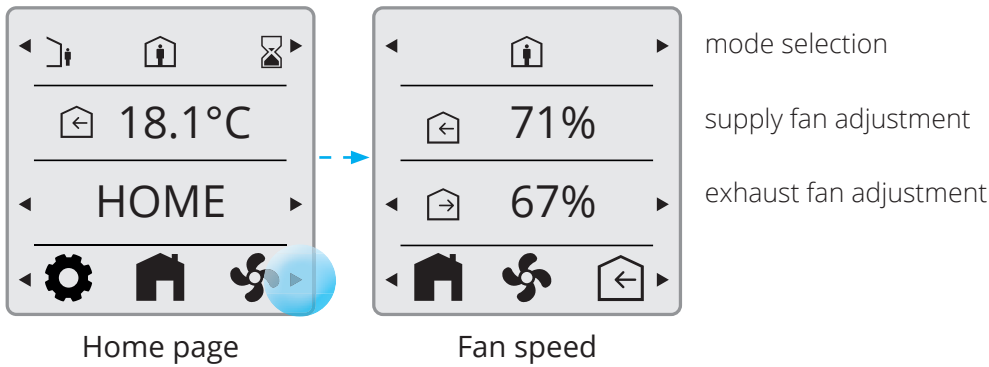 mode selection
18.1°C
71%
supply fan adjustment
HOME
67%
exhaust fan adjustment
Home page
Fan speed